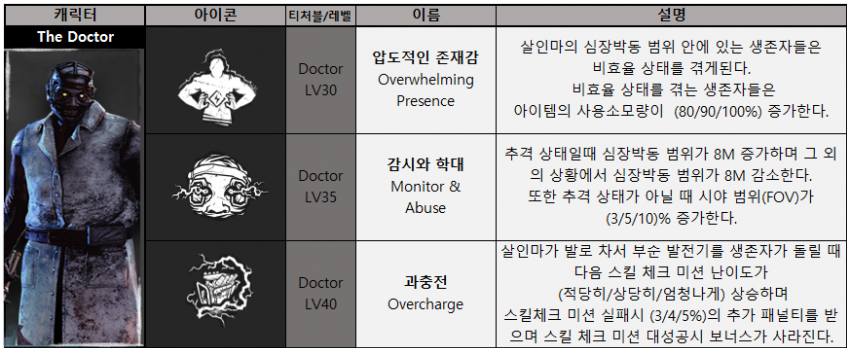 캐릭터
아이콘
티처블/레벨
이름
설명
The Doctor
Doctor
LV30
압도적인 존재감
Overwhelming
Presence
살인마의 심장박동 범위 안에 있는 생존자들은
비효율 상태를 겪게된다.
비효율 상태를 겪는 생존자들은
아이템의 사용소모량이 (80/90/100%) 증가한다.
Doctor
LV35
감시와 학대
Monitor &
Abuse
추격 상태일때 심장박동 범위가 8M 증가하며 그 외
의 상황에서 심장박동 범위가 8M 감소한다.
또한 추격 상태가 아닐 때 시야 범위(FOV)가
(3/5/10)% 증가한다.
Doctor
LV40
과충전
Overcharge
살인마가 발로 차서 부순 발전기를 생존자가 돌릴 때
다음 스킬 체크 미션 난이도가
(적당히/상당히/엄청나게) 상승하며
스킬체크 미션 실패시 (3/4/5%)의 추가 패널티를 받
으며 스킬 체크 미션 대성공시 보너스가 사라진다.